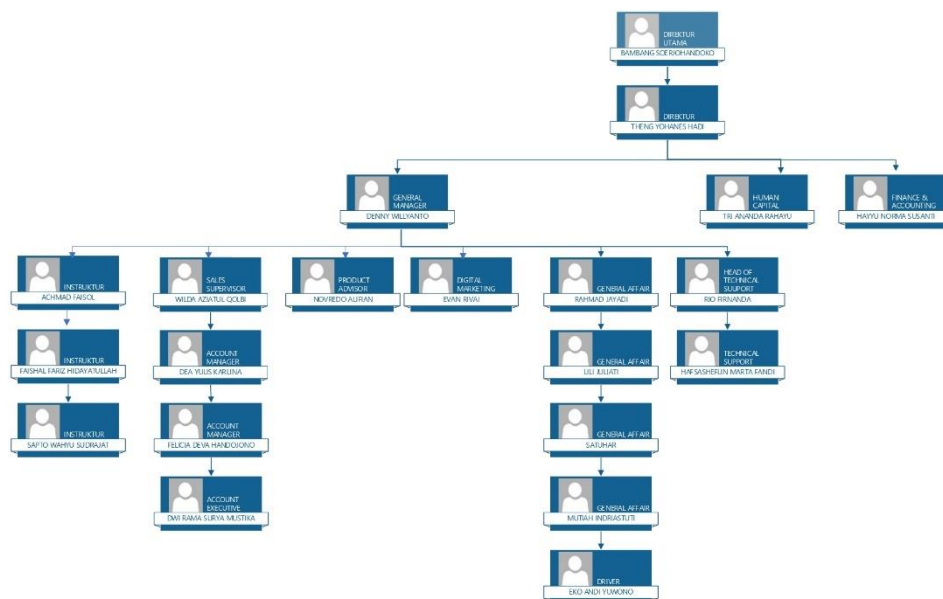 DIREKTUR
UTAMA
BAMBANG SOERJOHANDOKO
DIREKTUR
THENG YOHANES HADI
GENERAL
MANAGER
DENNY WILLYANTO
HUMAN
CAPITAL
TRI ANANDA RAHAYU
FINANCE &
ACCOUNTING
HAYYU NORMA SUSANTI
INSTRUKTUR
ACHMAD FAISOL
SALES
SUPERVISOR
WILDA AZIATUL QOLBI
PRODUCT
ADVISOR
NOVREDO ALIFIAN
DIGITAL
MARKETING
EVAN RIVAI
GENERAL AFFAIR
RAHMAD JAYADI
HEAD OF
TECHNICAL
SUUPORT
RIO FIRNANDA
INSTRUKTUR
FAISHAL FARIZ HIDAYATULLAH
ACCOUNT
MANAGER
DEA YULIS KARLINA
GENERAL AFFAIR
LILI JULIATI
TECHNICAL
SUPPORT
HAFSASHEFIJN MARTA FANDI
INSTRUKTUR
SAPTO WAHYU SUDRAJAT
ACCOUNT
MANAGER
FELICIA DEVA HANDOJONO
GENERAL AFFAIR
SATUHAR
ACCOUNT
EXECUTIVE
DWI RAMA SURYA MUSTIKA
GENERAL AFFAIR
MUTIAH INDRIASTUTI
DRIVER
EKO ANDI YUWONO